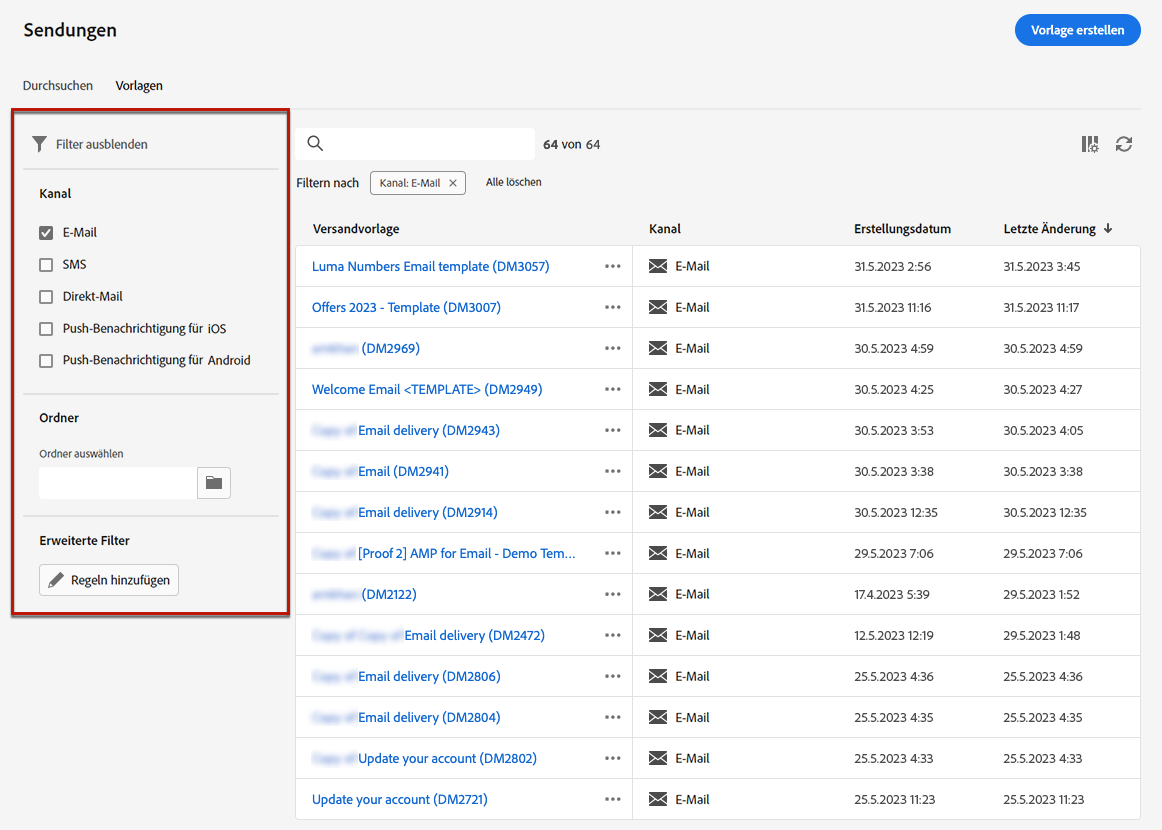 Sendungen
Vorlage erstellen
Durchsuchen Vorlagen
Filter ausblenden
Kanal
E-Mail
SMS
Direkt-Mail
Push-Benachrichtigung für iOS
Push-Benachrichtigung für Android
Ordner
Ordner auswählen
Erweiterte Filter
Regeln hinzufügen
64 von 64
Filtern nach Kanal: E-Mail Alle löschen
Versandvorlage Kanal Erstellungsdatum Letzte Änderung
Luma Numbers Email template (DM3057) E-Mail 31.5.2023 2:56 31.5.2023 3:45
Offers 2023 - Template (DM3007) E-Mail 31.5.2023 11:16 31.5.2023 11:17
(DM2969) E-Mail 30.5.2023 4:59 30.5.2023 4:59
Welcome Email <TEMPLATE> (DM2949) E-Mail 30.5.2023 4:25 30.5.2023 4:27
Email delivery (DM2943) E-Mail 30.5.2023 3:53 30.5.2023 4:05
Email (DM2941) E-Mail 30.5.2023 3:38 30.5.2023 3:38
Email delivery (DM2914) E-Mail 30.5.2023 12:35 30.5.2023 12:35
[Proof 2] AMP for Email - Demo Tem... E-Mail 29.5.2023 7:06 29.5.2023 7:06
(DM2122) E-Mail 17.4.2023 5:39 29.5.2023 1:52
Email delivery (DM2472) E-Mail 12.5.2023 12:19 29.5.2023 1:48
Email delivery (DM2806) E-Mail 25.5.2023 4:36 25.5.2023 4:36
Email delivery (DM2804) E-Mail 25.5.2023 4:35 25.5.2023 4:35
Update your account (DM2802) E-Mail 25.5.2023 4:33 25.5.2023 4:33
Update your account (DM2721) E-Mail 25.5.2023 11:23 25.5.2023 11:23